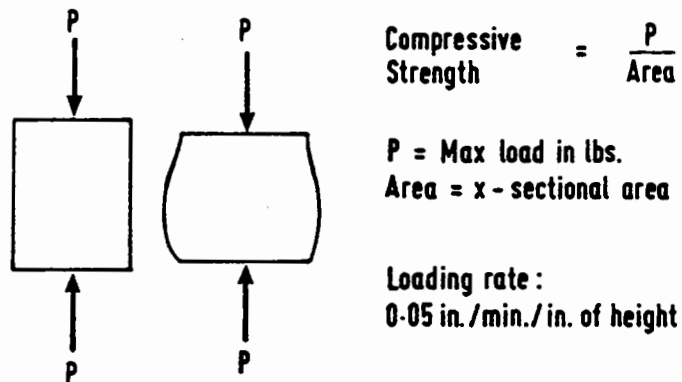 P
P
Compressive Strength = P / Area
P = Max load in lbs.
Area = x - sectional area
Loading rate :
0·05 in./min./in. of height
P
P